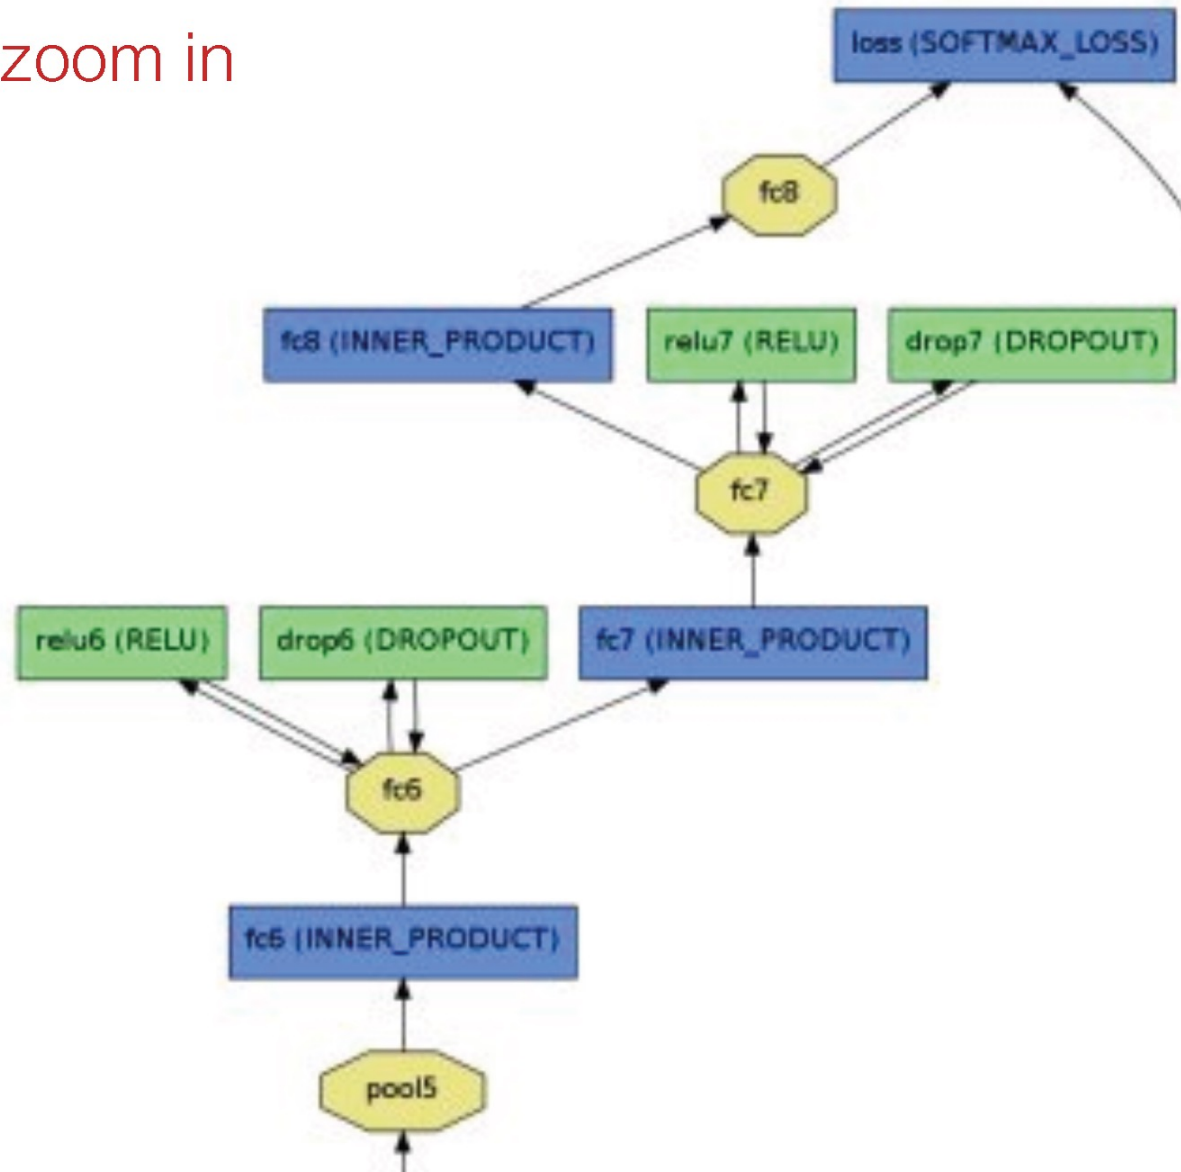 zoom in
loss (SOFTMAX_LOSS)
fc8
fc8 (INNER_PRODUCT)
relu7 (RELU)
drop7 (DROPOUT)
fc7
relu6 (RELU)
drop6 (DROPOUT)
fc7 (INNER_PRODUCT)
fc6
fc6 (INNER_PRODUCT)
pool5